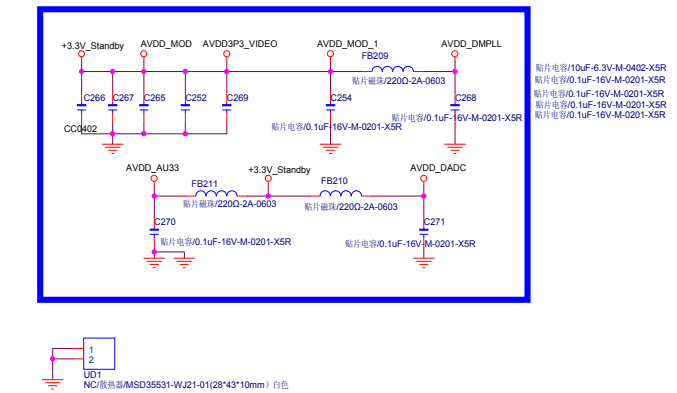 +3.3V_Standby AVDD_MOD AVDD3P3_VIDEO AVDD_MOD_1 AVDD_DMPLL
FB209
贴片磁珠/220Ω-2A-0603
贴片电容/10uF-6.3V-M-0402-X5R
贴片电容/0.1uF-16V-M-0201-X5R
贴片电容/0.1uF-16V-M-0201-X5R
贴片电容/0.1uF-16V-M-0201-X5R
贴片电容/0.1uF-16V-M-0201-X5R
C266 C267 C265 C252 C269 C254 C268
贴片电容/0.1uF-16V-M-0201-X5R
CC0402
贴片电容/0.1uF-16V-M-0201-X5R
AVDD_AU33 +3.3V_Standby AVDD_DADC
FB211 FB210
贴片磁珠/220Ω-2A-0603 贴片磁珠/220Ω-2A-0603
C270 C271
贴片电容/0.1uF-16V-M-0201-X5R 贴片电容/0.1uF-16V-M-0201-X5R
1
2
UD1
NC/散热器/MSD35531-WJ21-01(28*43*10mm）白色